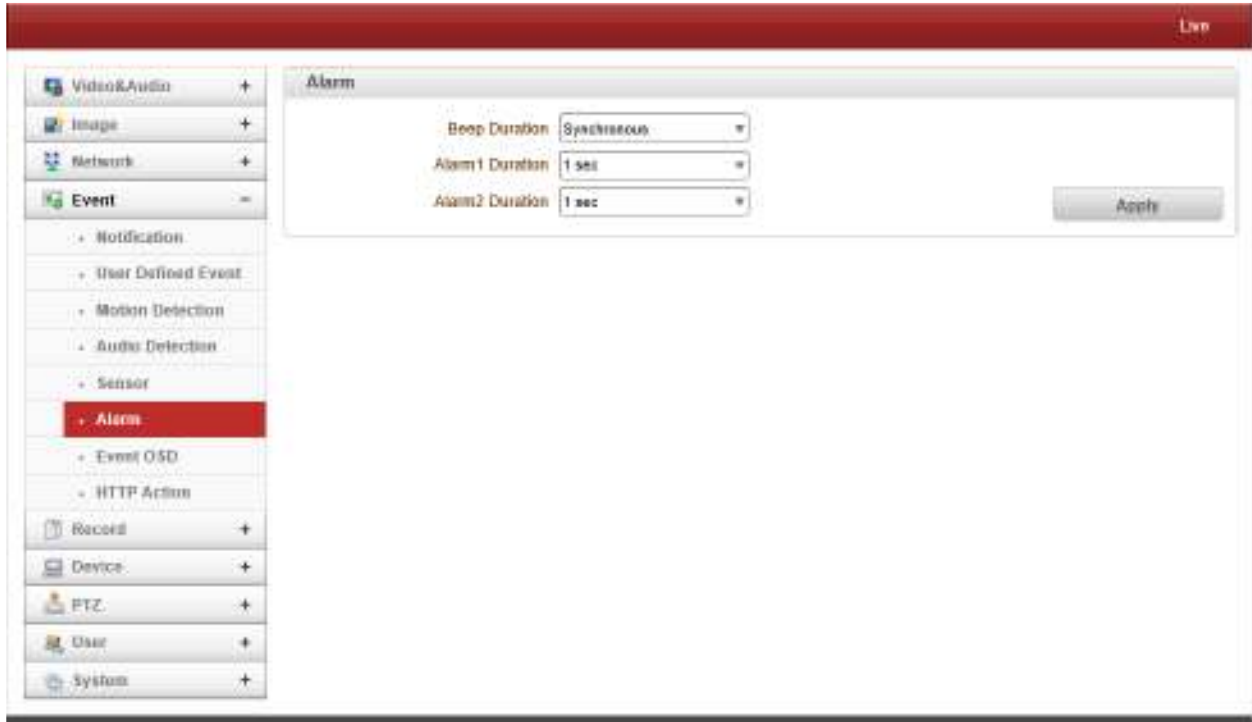 Live
Video&Audio +
Image +
Network +
Event −
Notification
User Defined Event
Motion Detection
Audio Detection
Sensor
Alarm
Event OSD
HTTP Action
Record +
Device +
PTZ +
User +
System +
Alarm
Beep Duration Synchronous
Alarm1 Duration 1 sec
Alarm2 Duration 1 sec
Apply